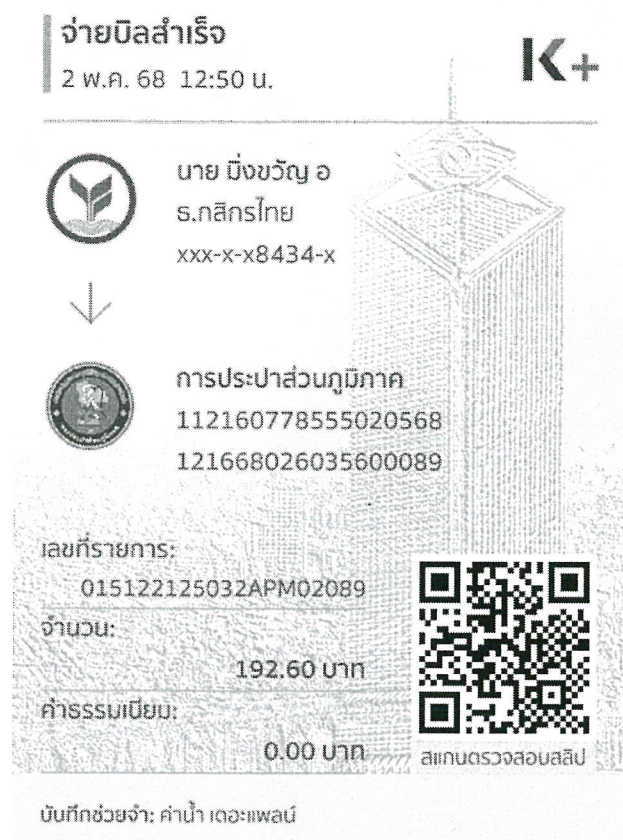 จ่ายบิลสำเร็จ
2 พ.ค. 68 12:50 น.
K+
นาย มิ่งขวัญ อ
ธ.กสิกรไทย
xxx-x-x8434-x
การประปาส่วนภูมิภาค
112160778555020568
121668026035600089
เลขที่รายการ:
015122125032APM02089
จำนวน:
192.60 บาท
ค่าธรรมเนียม:
0.00 บาท
สแกนตรวจสอบสลิป
บันทึกช่วยจำ: ค่าน้ำ เดอะแพลน์